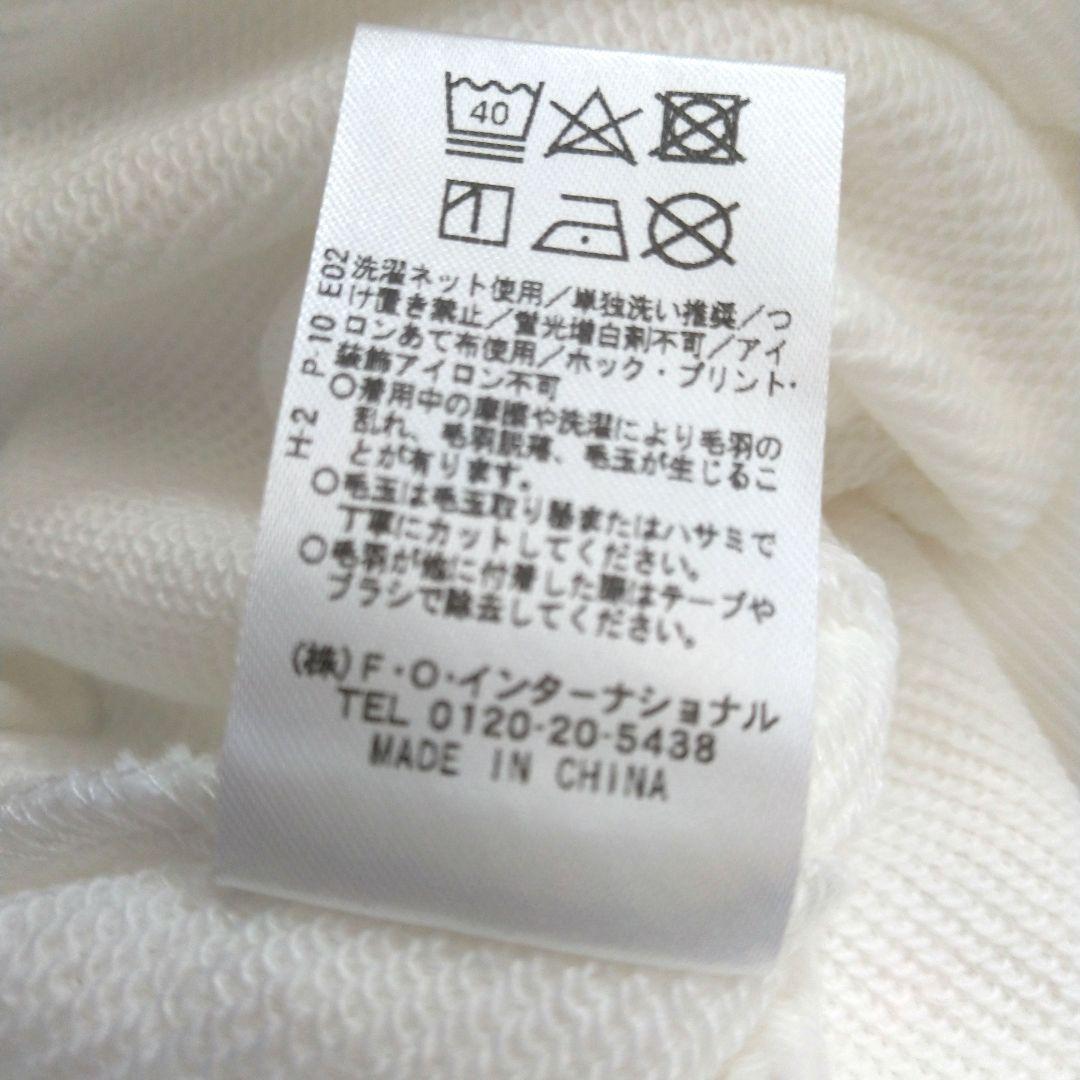 40
洗濯ネット使用／単独洗い推奨／つ
け置き禁止／蛍光増白剤不可／アイ
ロンあて布使用／ホック・プリント・
装飾アイロン不可
○着用中の摩擦や洗濯により毛羽の
乱れ、毛羽脱落、毛玉が生じるこ
とが有ります。
○毛玉は毛玉取り器またはハサミで
丁寧にカットしてください。
○毛羽が他に付着した際はテープや
ブラシで除去してください。
(株)F・O・インターナショナル
TEL 0120-20-5438
MADE IN CHINA
H-2 P-10 E02